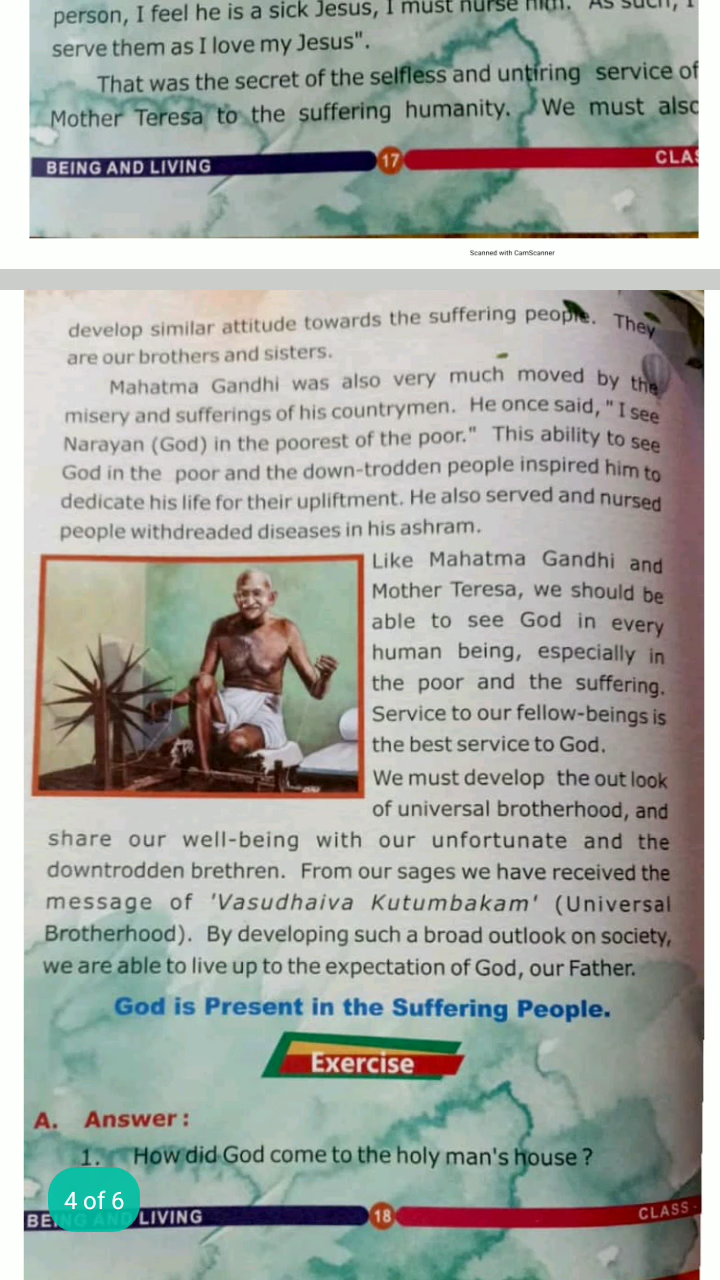 person, I feel he is a sick Jesus, I must nurse him. As such, I
serve them as I love my Jesus".
That was the secret of the selfless and untiring service of
Mother Teresa to the suffering humanity. We must also
BEING AND LIVING 17 CLAS
Scanned with CamScanner
develop similar attitude towards the suffering people. They
are our brothers and sisters.
Mahatma Gandhi was also very much moved by the
misery and sufferings of his countrymen. He once said, "I see
Narayan (God) in the poorest of the poor." This ability to see
God in the poor and the down-trodden people inspired him to
dedicate his life for their upliftment. He also served and nursed
people withdreaded diseases in his ashram.
Like Mahatma Gandhi and
Mother Teresa, we should be
able to see God in every
human being, especially in
the poor and the suffering.
Service to our fellow-beings is
the best service to God.
We must develop the out look
of universal brotherhood, and
share our well-being with our unfortunate and the
downtrodden brethren. From our sages we have received the
message of 'Vasudhaiva Kutumbakam' (Universal
Brotherhood). By developing such a broad outlook on society,
we are able to live up to the expectation of God, our Father.
God is Present in the Suffering People.
Exercise
A. Answer :
1. How did God come to the holy man's house ?
4 of 6
BEING AND LIVING 18 CLASS -